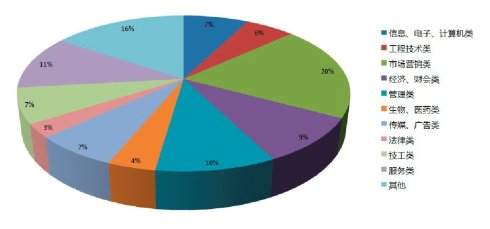 16%
7%
6%
11%
20%
7%
3%
7%
4%
10%
9%
信息、电子、计算机类
工程技术类
市场营销类
经济、财会类
管理类
生物、医药类
传媒、广告类
法律类
技工类
服务类
其他